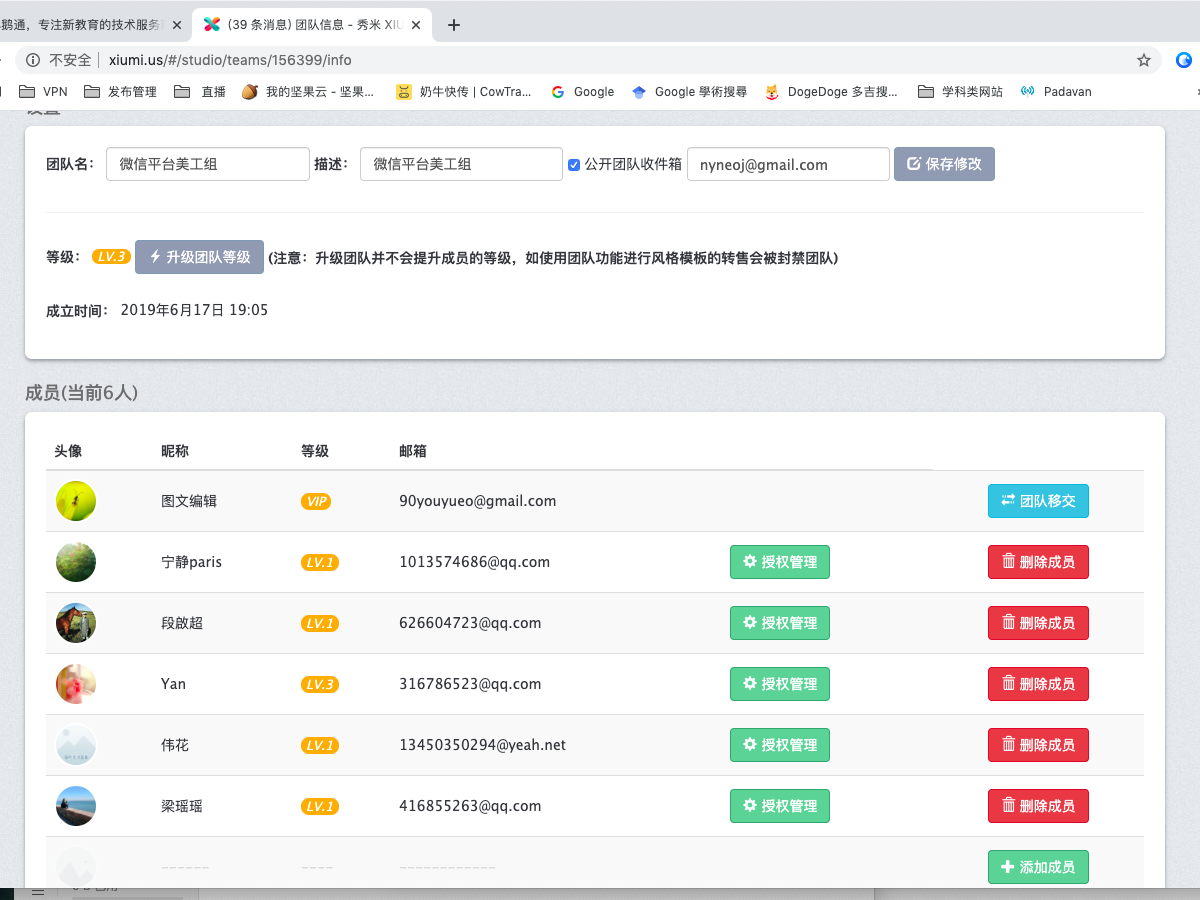 鹅通，专注新教育的技术服务
(39 条消息) 团队信息 - 秀米 XIU
不安全 | xiumi.us/#/studio/teams/156399/info
VPN 发布管理 直播 我的坚果云 - 坚果... 奶牛快传 | CowTra... Google Google 學術搜尋 DogeDoge 多吉搜... 学科类网站 Padavan
设置
团队名： 微信平台美工组 描述： 微信平台美工组 公开团队收件箱 nyneoj@gmail.com 保存修改
等级： LV.3 升级团队等级 (注意：升级团队并不会提升成员的等级，如使用团队功能进行风格模板的转售会被封禁团队)
成立时间： 2019年6月17日 19:05
成员(当前6人)
头像 昵称 等级 邮箱
图文编辑 VIP 90youyueo@gmail.com 团队移交
宁静paris LV.1 1013574686@qq.com 授权管理 删除成员
段啟超 LV.1 626604723@qq.com 授权管理 删除成员
Yan LV.3 316786523@qq.com 授权管理 删除成员
伟花 LV.1 13450350294@yeah.net 授权管理 删除成员
梁瑶瑶 LV.1 416855263@qq.com 授权管理 删除成员
------ ---- ------------ 添加成员